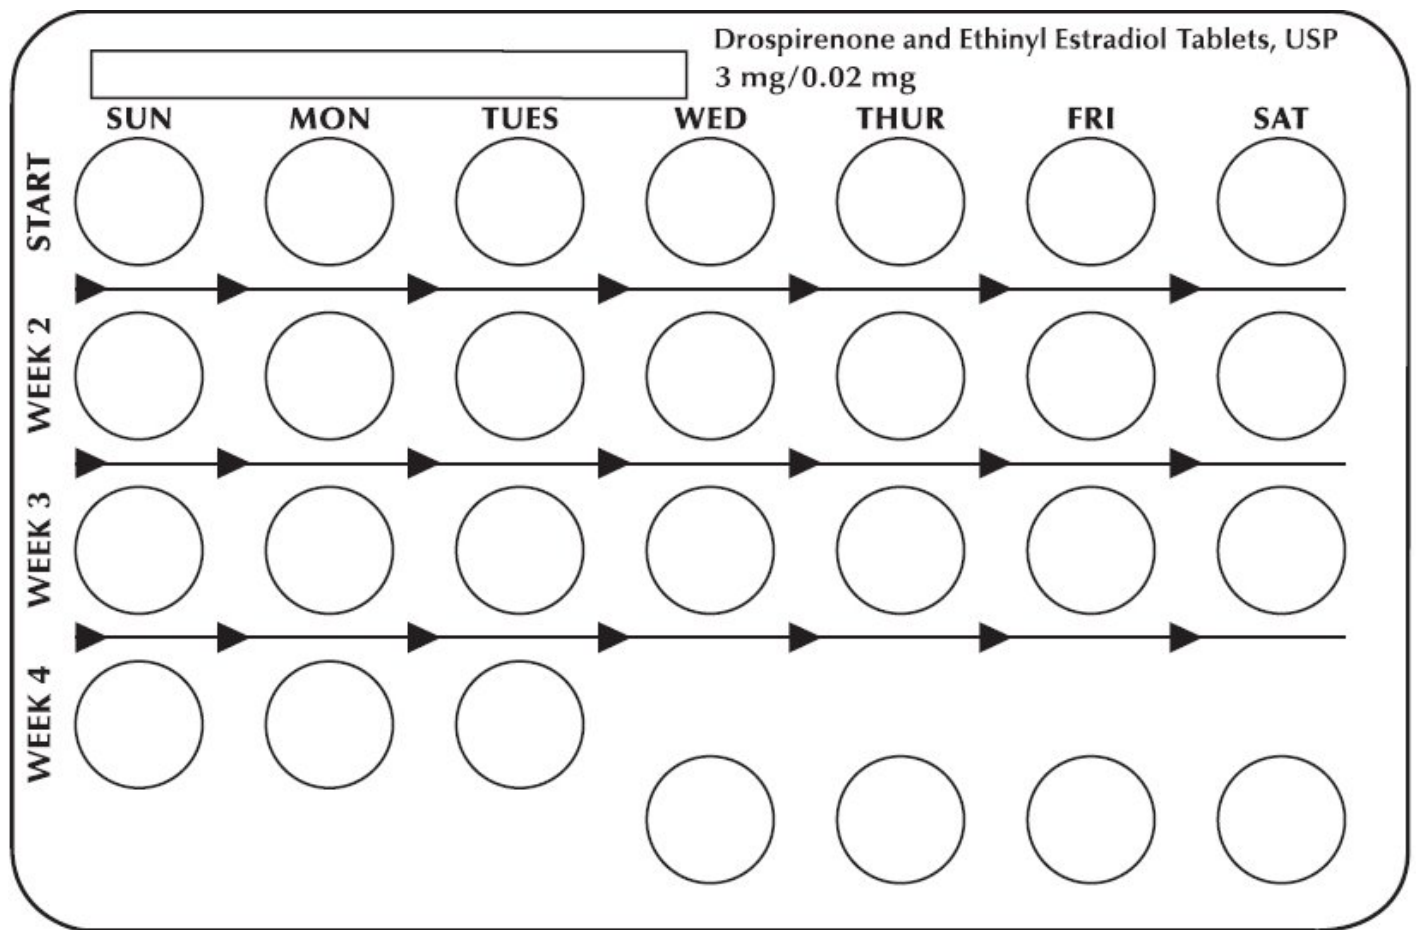 Drospirenone and Ethinyl Estradiol Tablets, USP
3 mg/0.02 mg
SUN MON TUES WED THUR FRI SAT
START
WEEK 2
WEEK 3
WEEK 4